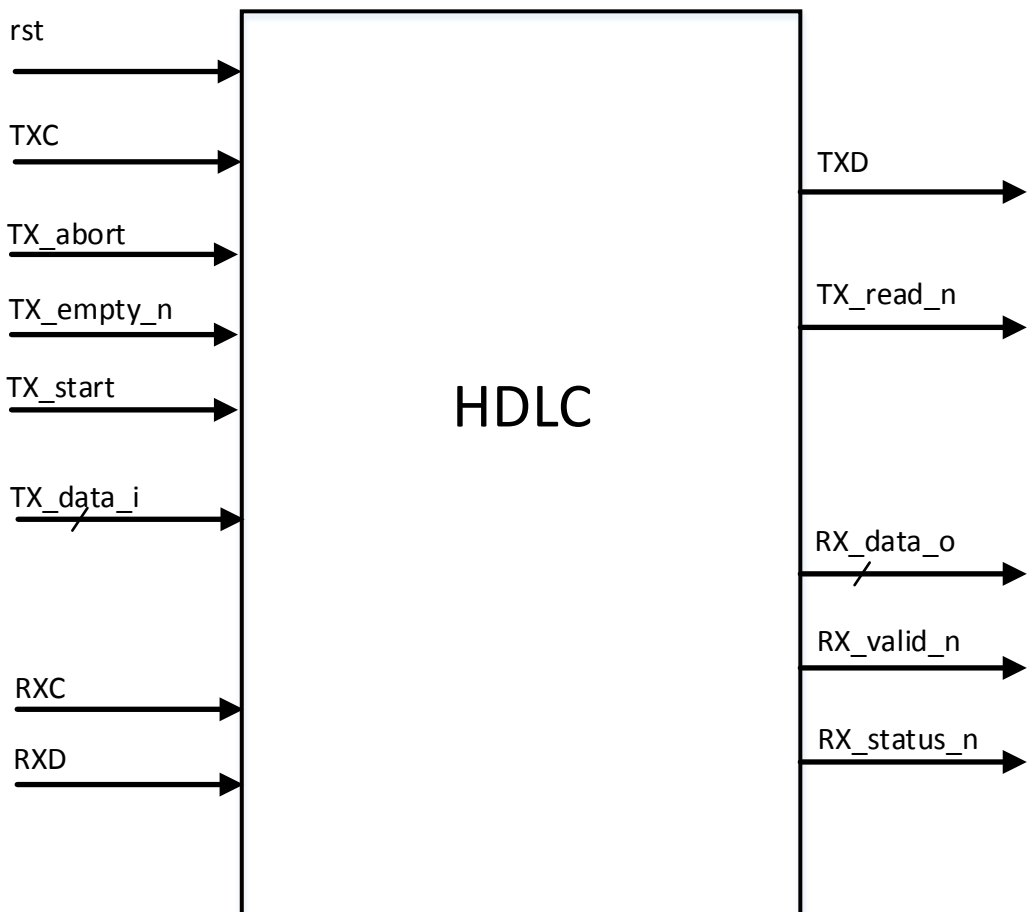 rst
TXC
TX_abort
TX_empty_n
TX_start
TX_data_i
RXC
RXD
HDLC
TXD
TX_read_n
RX_data_o
RX_valid_n
RX_status_n